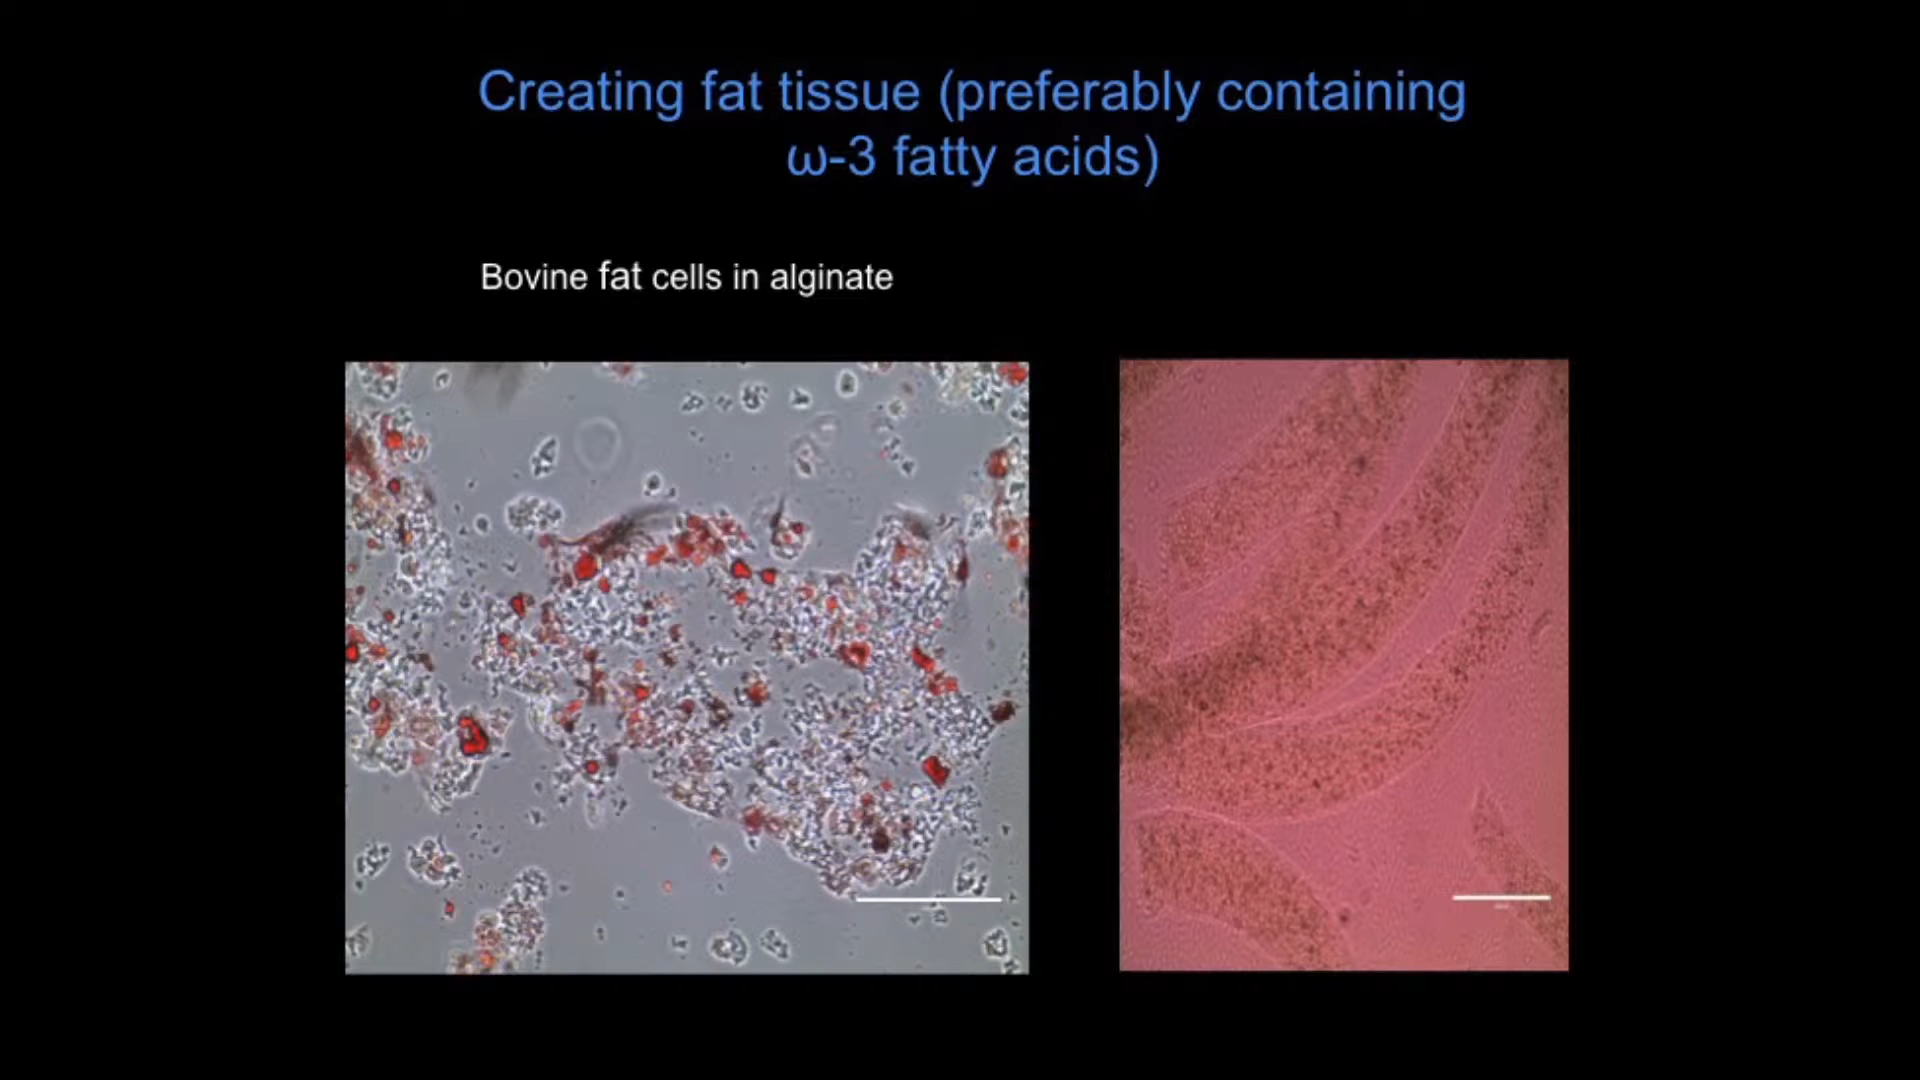 Creating fat tissue (preferably containing
ω-3 fatty acids)
Bovine fat cells in alginate